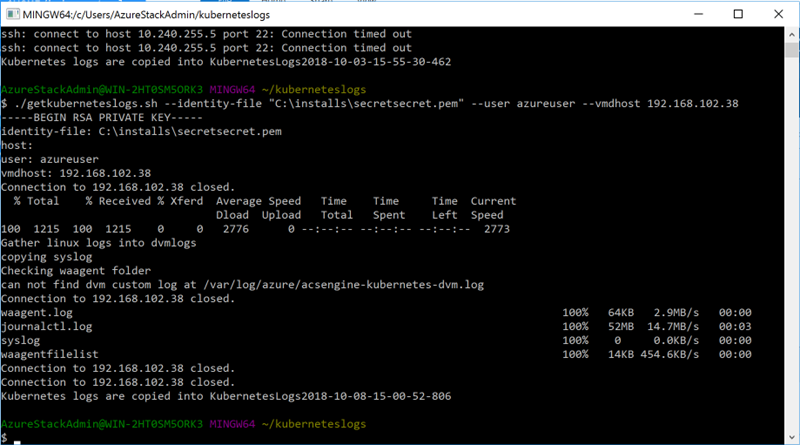 MINGW64:/c/Users/AzureStackAdmin/kuberneteslogs
ssh: connect to host 10.240.255.5 port 22: Connection timed out
ssh: connect to host 10.240.255.5 port 22: Connection timed out
Kubernetes logs are copied into KubernetesLogs2018-10-03-15-55-30-462
AzureStackAdmin@WIN-2HT0SM5ORK3 MINGW64 ~/kuberneteslogs
$ ./getkuberneteslogs.sh --identity-file "C:\installs\secretsecret.pem" --user azureuser --vmdhost 192.168.102.38
-----BEGIN RSA PRIVATE KEY-----
identity-file: C:\installs\secretsecret.pem
host:
user: azureuser
vmdhost: 192.168.102.38
Connection to 192.168.102.38 closed.
% Total % Received % Xferd Average Speed Time Time Time Current
Dload Upload Total Spent Left Speed
100 1215 100 1215 0 0 2776 0 --:--:-- --:--:-- --:--:-- 2773
Gather linux logs into dvmlogs
copying syslog
Checking waagent folder
can not find dvm custom log at /var/log/azure/acsengine-kubernetes-dvm.log
Connection to 192.168.102.38 closed.
waagent.log 100% 64KB 2.9MB/s 00:00
journalctl.log 100% 52MB 14.7MB/s 00:03
syslog 100% 0 0.0KB/s 00:00
waagentfilelist 100% 14KB 454.6KB/s 00:00
Connection to 192.168.102.38 closed.
Connection to 192.168.102.38 closed.
Kubernetes logs are copied into KubernetesLogs2018-10-08-15-00-52-806
AzureStackAdmin@WIN-2HT0SM5ORK3 MINGW64 ~/kuberneteslogs
$